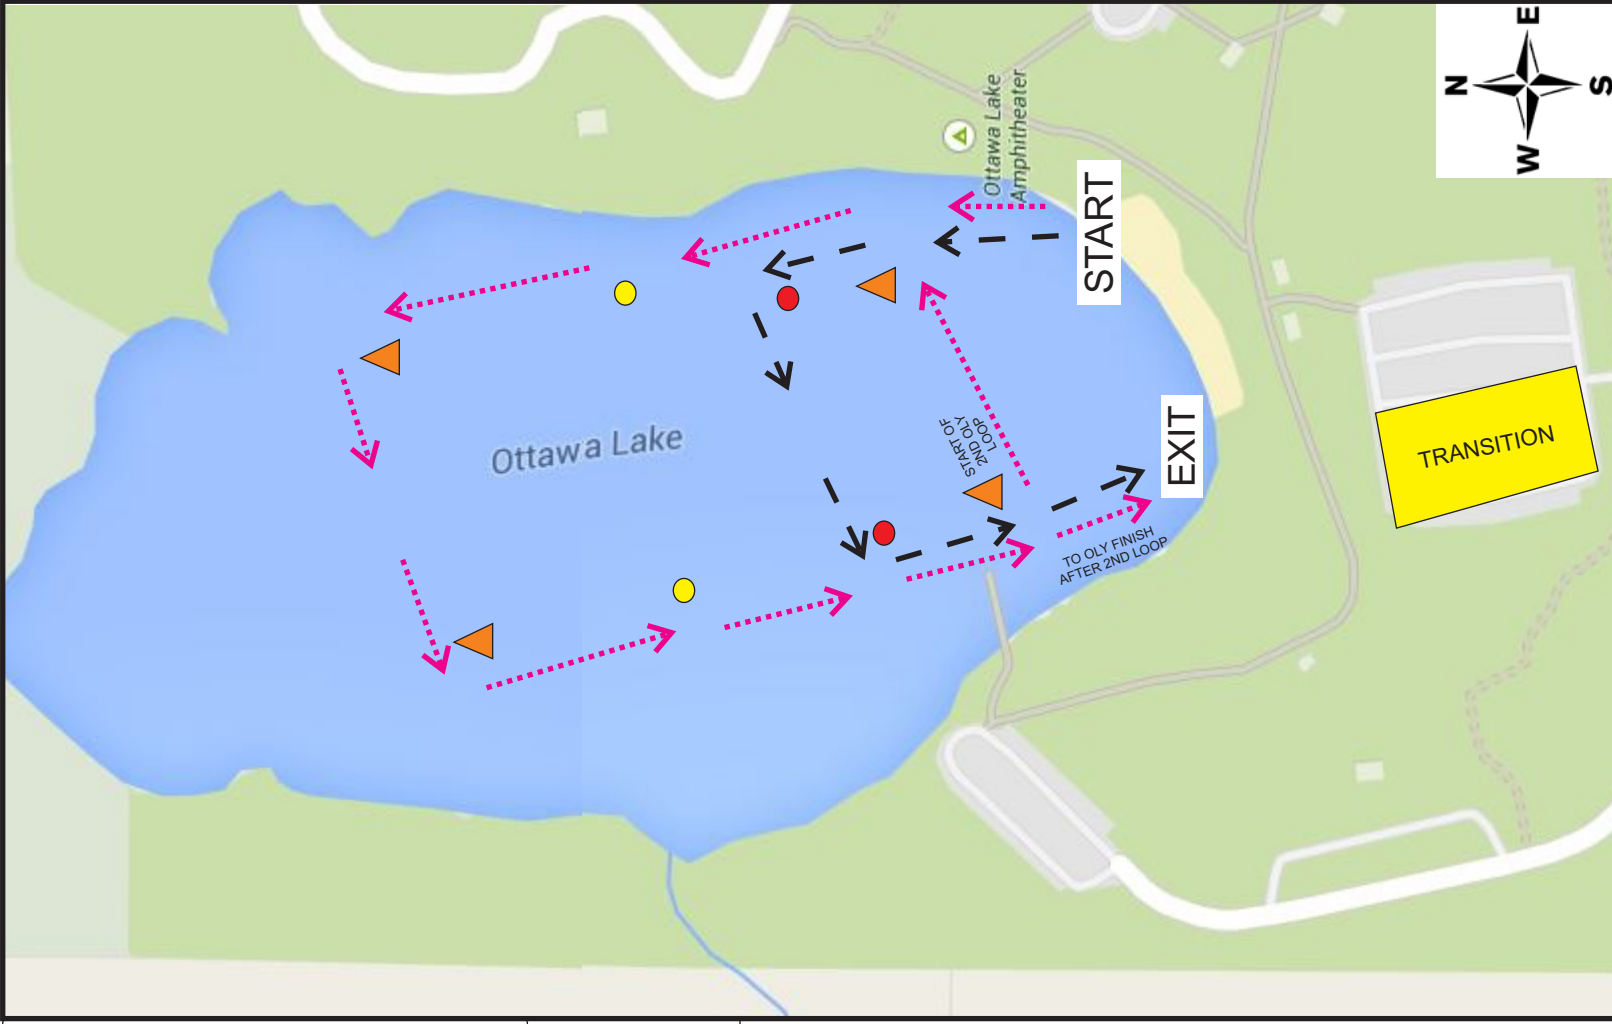 E
N
S
W
Ottawa Lake
Amphitheater
START
EXIT
TRANSITION
Ottawa Lake
START OF
2ND OLY
LOOP
TO OLY FINISH
AFTER 2ND LOOP